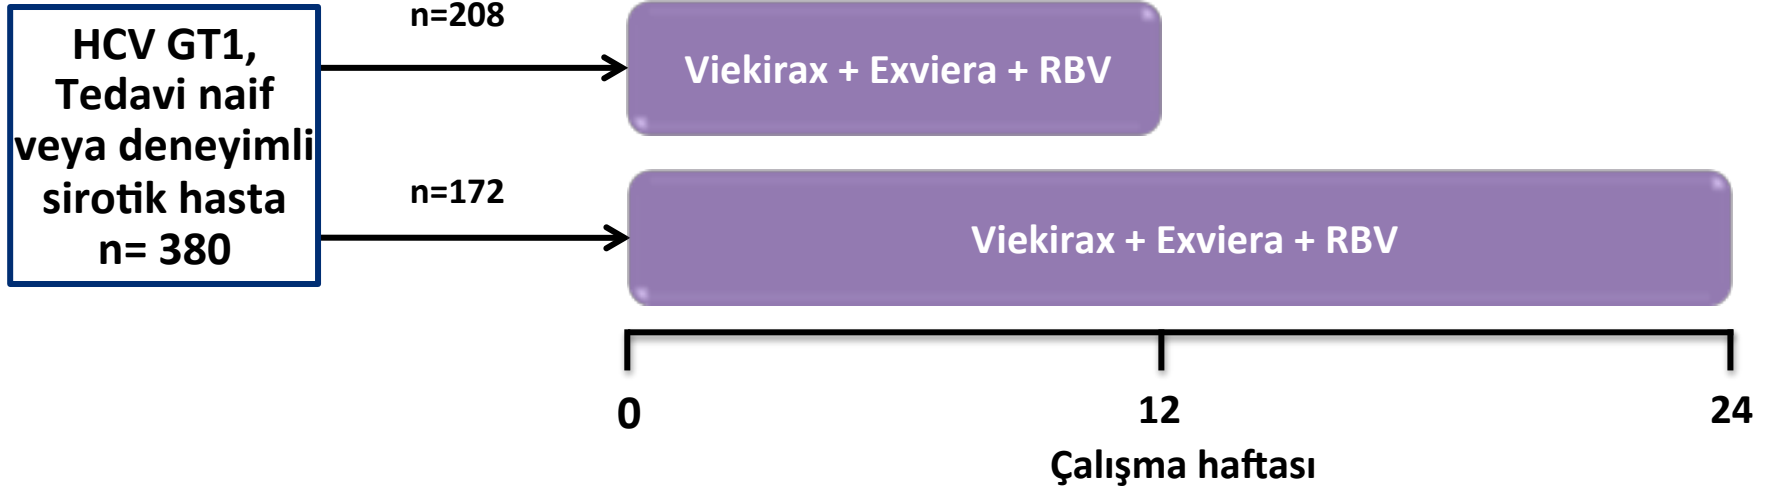 HCV GT1,
Tedavi naif
veya deneyimli
sirotik hasta
n= 380
n=208
Viekirax + Exviera + RBV
n=172
Viekirax + Exviera + RBV
0
12
24
Çalışma haftası